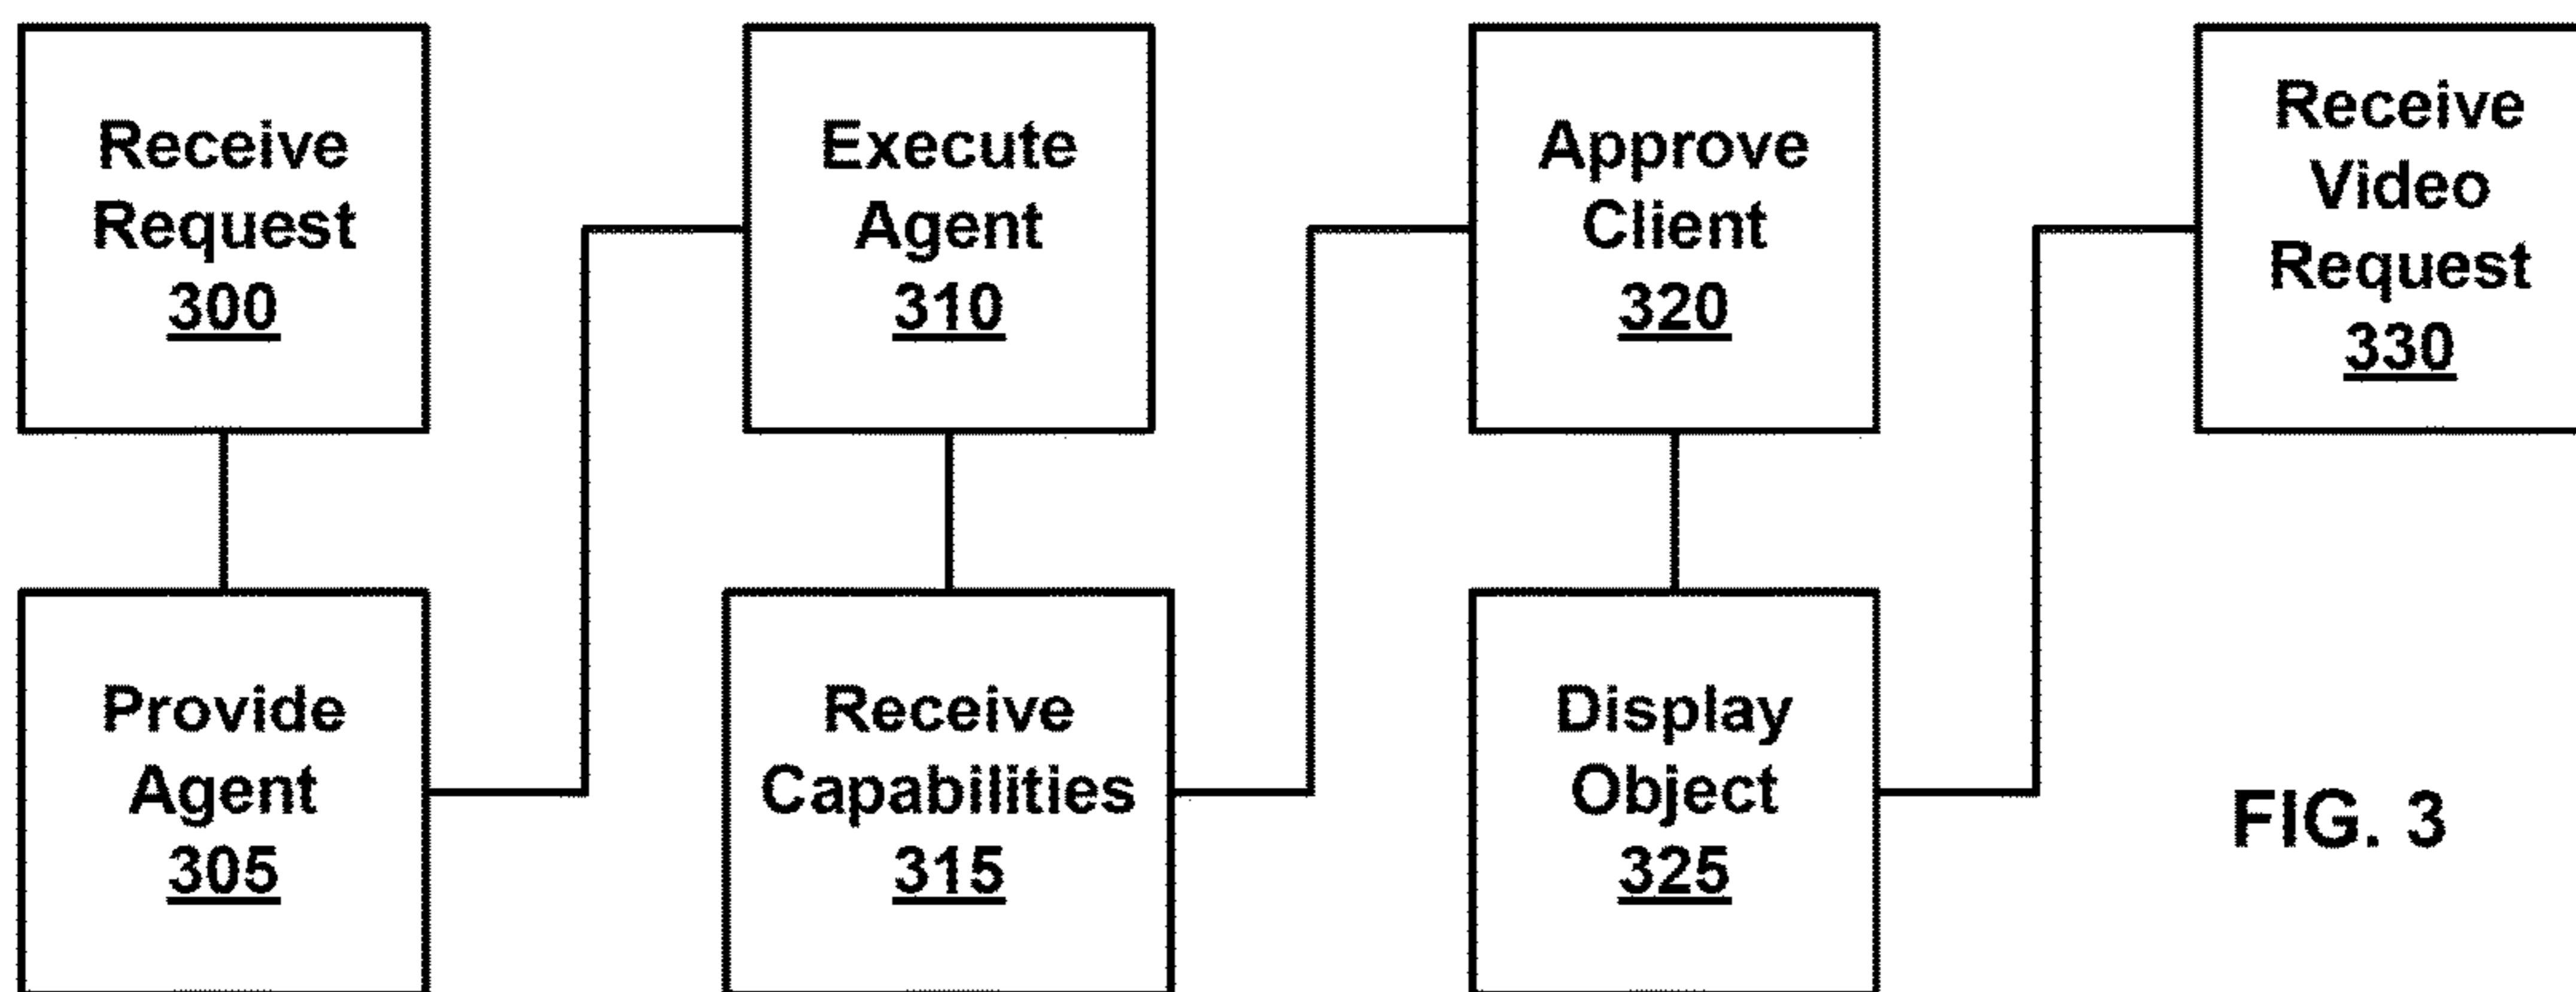 Receive
Request
300
Provide
Agent
305
Execute
Agent
310
Receive
Capabilities
315
Approve
Client
320
Display
Object
325
Receive
Video
Request
330
FIG. 3